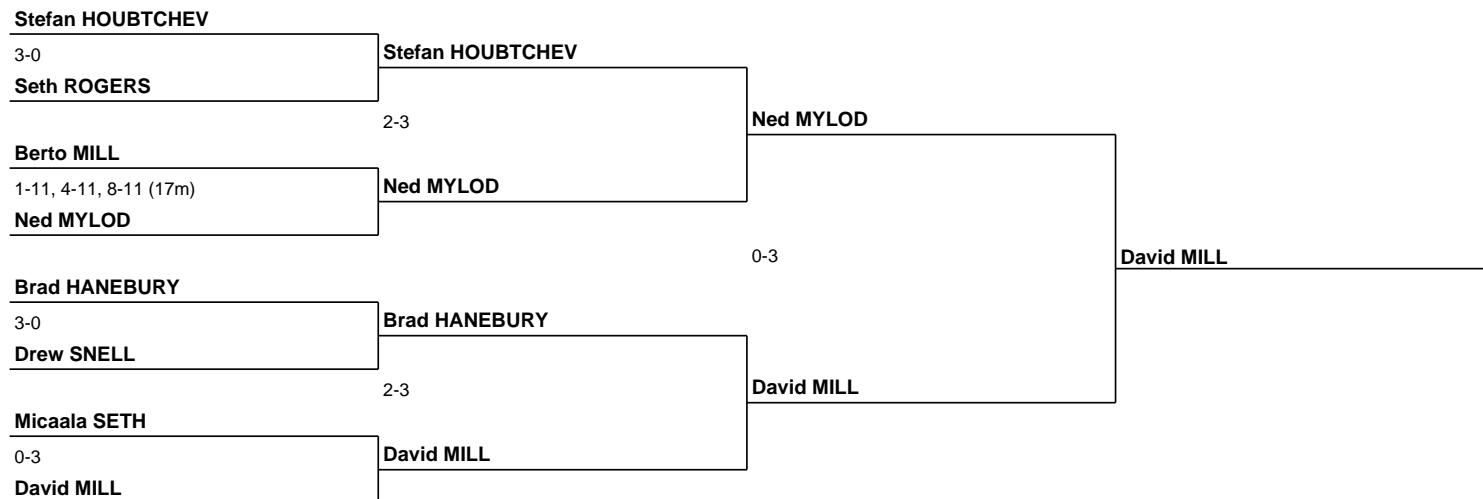 Stefan HOUBTCHEV
3-0
Seth ROGERS
Berto MILL
1-11, 4-11, 8-11 (17m)
Ned MYLOD
Brad HANEBURY
3-0
Drew SNELL
Micaala SETH
0-3
David MILL
Stefan HOUBTCHEV
2-3
Ned MYLOD
Brad HANEBURY
2-3
David MILL
Ned MYLOD
0-3
David MILL
David MILL